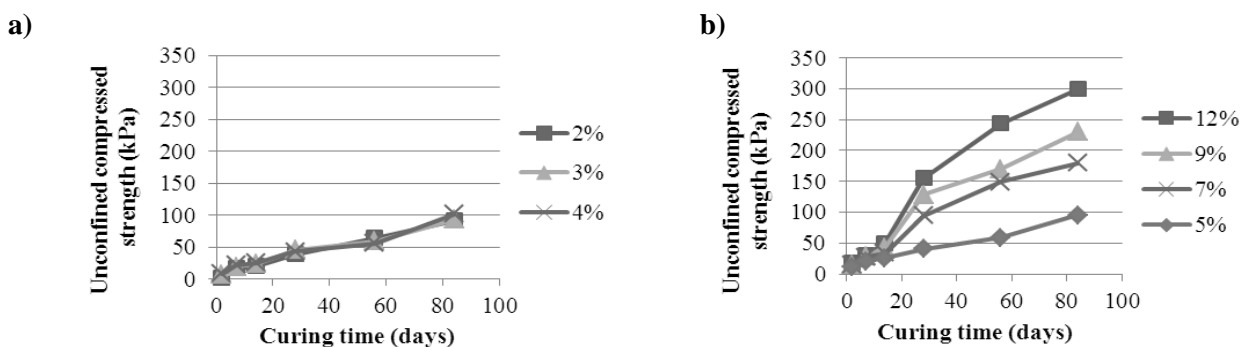 a)
Unconfined compressed
strength (kPa)
350
300
250
200
150
100
50
0
0 20 40 60 80 100
Curing time (days)
2%
3%
4%
b)
Unconfined compressed
strength (kPa)
350
300
250
200
150
100
50
0
0 20 40 60 80 100
Curing time (days)
12%
9%
7%
5%